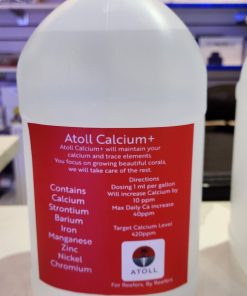 Atoll Calcium+
Atoll Calcium+ will maintain your
calcium and trace elements
You focus on growing beautiful corals,
we will take care of the rest.
Contains
Calcium
Strontium
Barium
Iron
Manganese
Zinc
Nickel
Chromium
Directions
Dosing 1 ml per gallon
Will increase Calcium by
10 ppm
Max Daily Ca Increase
40ppm
Target Calcium Level
420ppm
ATOLL
For Reefers, By Reefers